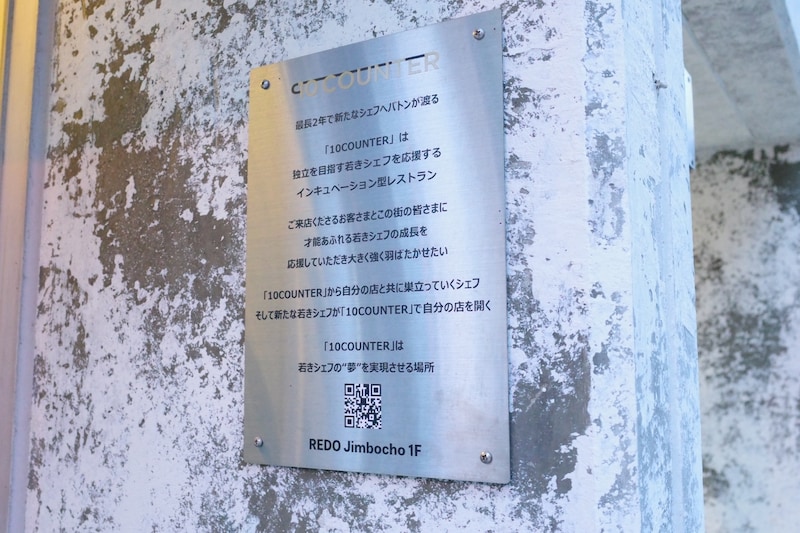 10COUNTER
最長2年で新たなシェフへバトンが渡る
「10COUNTER」は
独立を目指す若きシェフを応援する
インキュベーション型レストラン
ご来店くださるお客さまとこの街の皆さまに
才能あふれる若きシェフの成長を
応援していただき大きく強く羽ばたかせたい
「10COUNTER」から自分の店と共に巣立っていくシェフ
そして新たな若きシェフが「10COUNTER」で自分の店を開く
「10COUNTER」は
若きシェフの“夢”を実現させる場所
REDO Jimbocho 1F